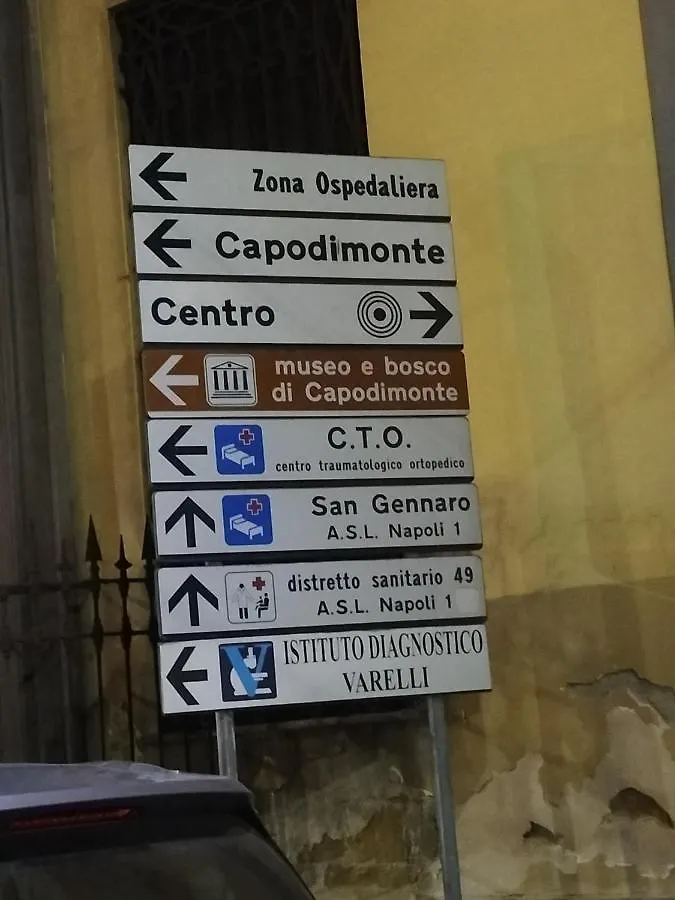 Zona Ospedaliera
Capodimonte
Centro
museo e bosco
di Capodimonte
C.T.O.
centro traumatologico ortopedico
San Gennaro
A.S.L. Napoli 1
distretto sanitario 49
A.S.L. Napoli 1
ISTITUTO DIAGNOSTICO
VARELLI